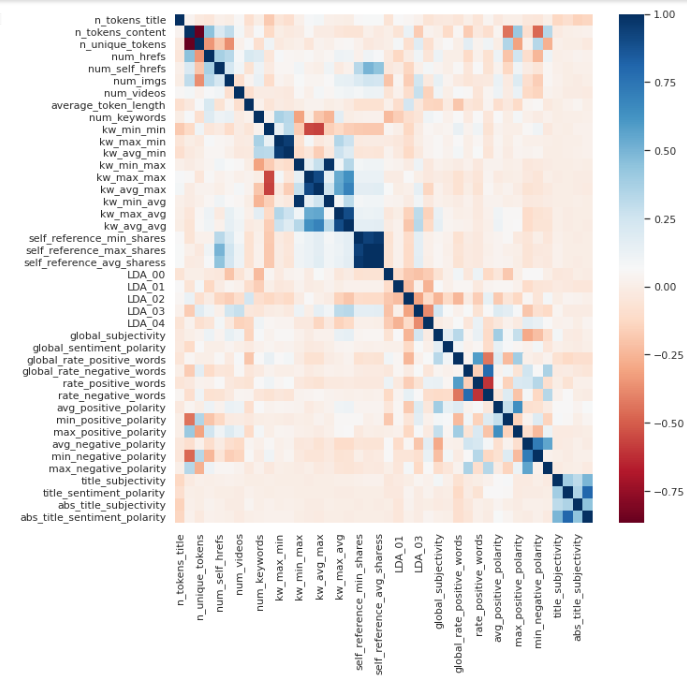 n_tokens_title
n_tokens_content
n_unique_tokens
num_hrefs
num_self_hrefs
num_imgs
num_videos
average_token_length
num_keywords
kw_min_min
kw_max_min
kw_avg_min
kw_min_max
kw_max_max
kw_avg_max
kw_min_avg
kw_max_avg
kw_avg_avg
self_reference_min_shares
self_reference_max_shares
self_reference_avg_sharess
LDA_00
LDA_01
LDA_02
LDA_03
LDA_04
global_subjectivity
global_sentiment_polarity
global_rate_positive_words
global_rate_negative_words
rate_positive_words
rate_negative_words
avg_positive_polarity
min_positive_polarity
max_positive_polarity
avg_negative_polarity
min_negative_polarity
max_negative_polarity
title_subjectivity
title_sentiment_polarity
abs_title_subjectivity
abs_title_sentiment_polarity
n_tokens_title
n_unique_tokens
num_self_hrefs
num_videos
num_keywords
kw_max_min
kw_min_max
kw_avg_max
kw_max_avg
self_reference_min_shares
self_reference_avg_sharess
LDA_01
LDA_03
global_subjectivity
global_rate_positive_words
rate_positive_words
avg_positive_polarity
max_positive_polarity
min_negative_polarity
title_subjectivity
abs_title_subjectivity
1.00
0.75
0.50
0.25
0.00
−0.25
−0.50
−0.75